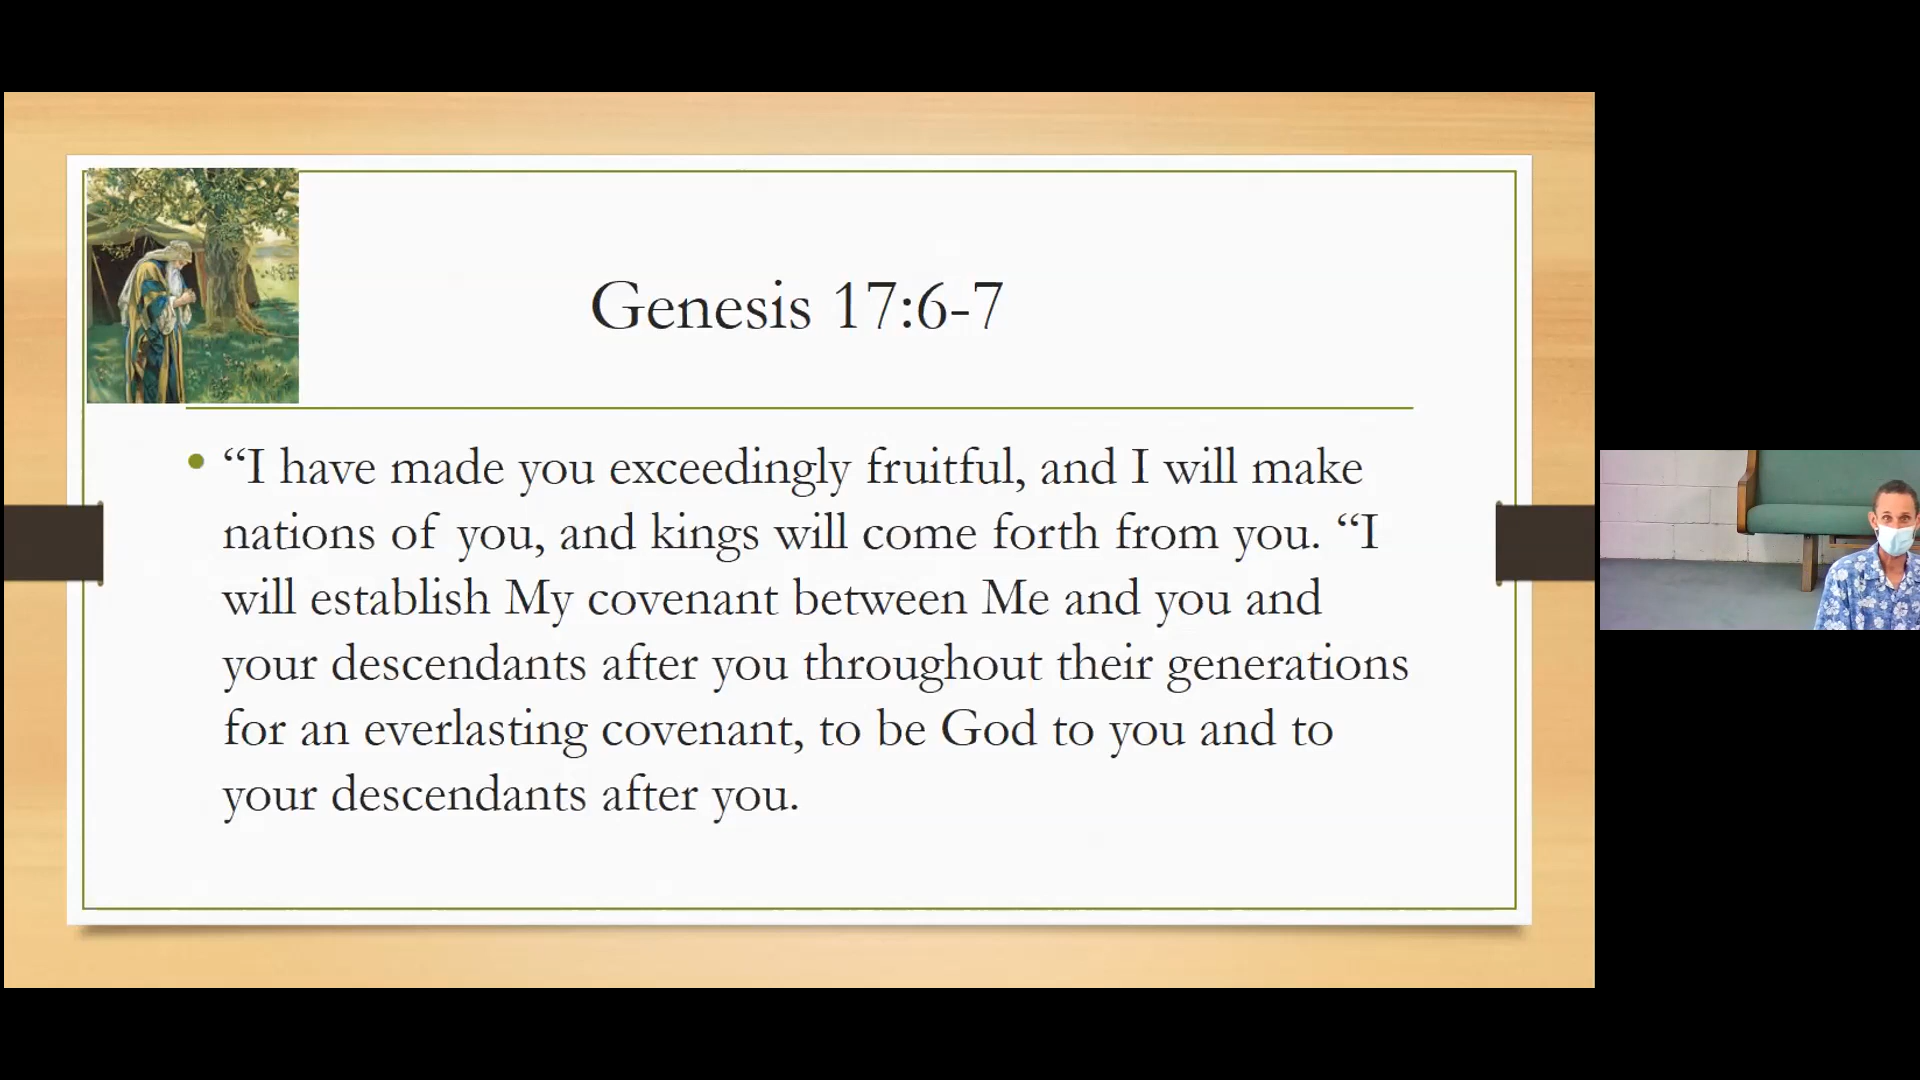 Genesis 17:6-7
• “I have made you exceedingly fruitful, and I will make
nations of you, and kings will come forth from you. “I
will establish My covenant between Me and you and
your descendants after you throughout their generations
for an everlasting covenant, to be God to you and to
your descendants after you.